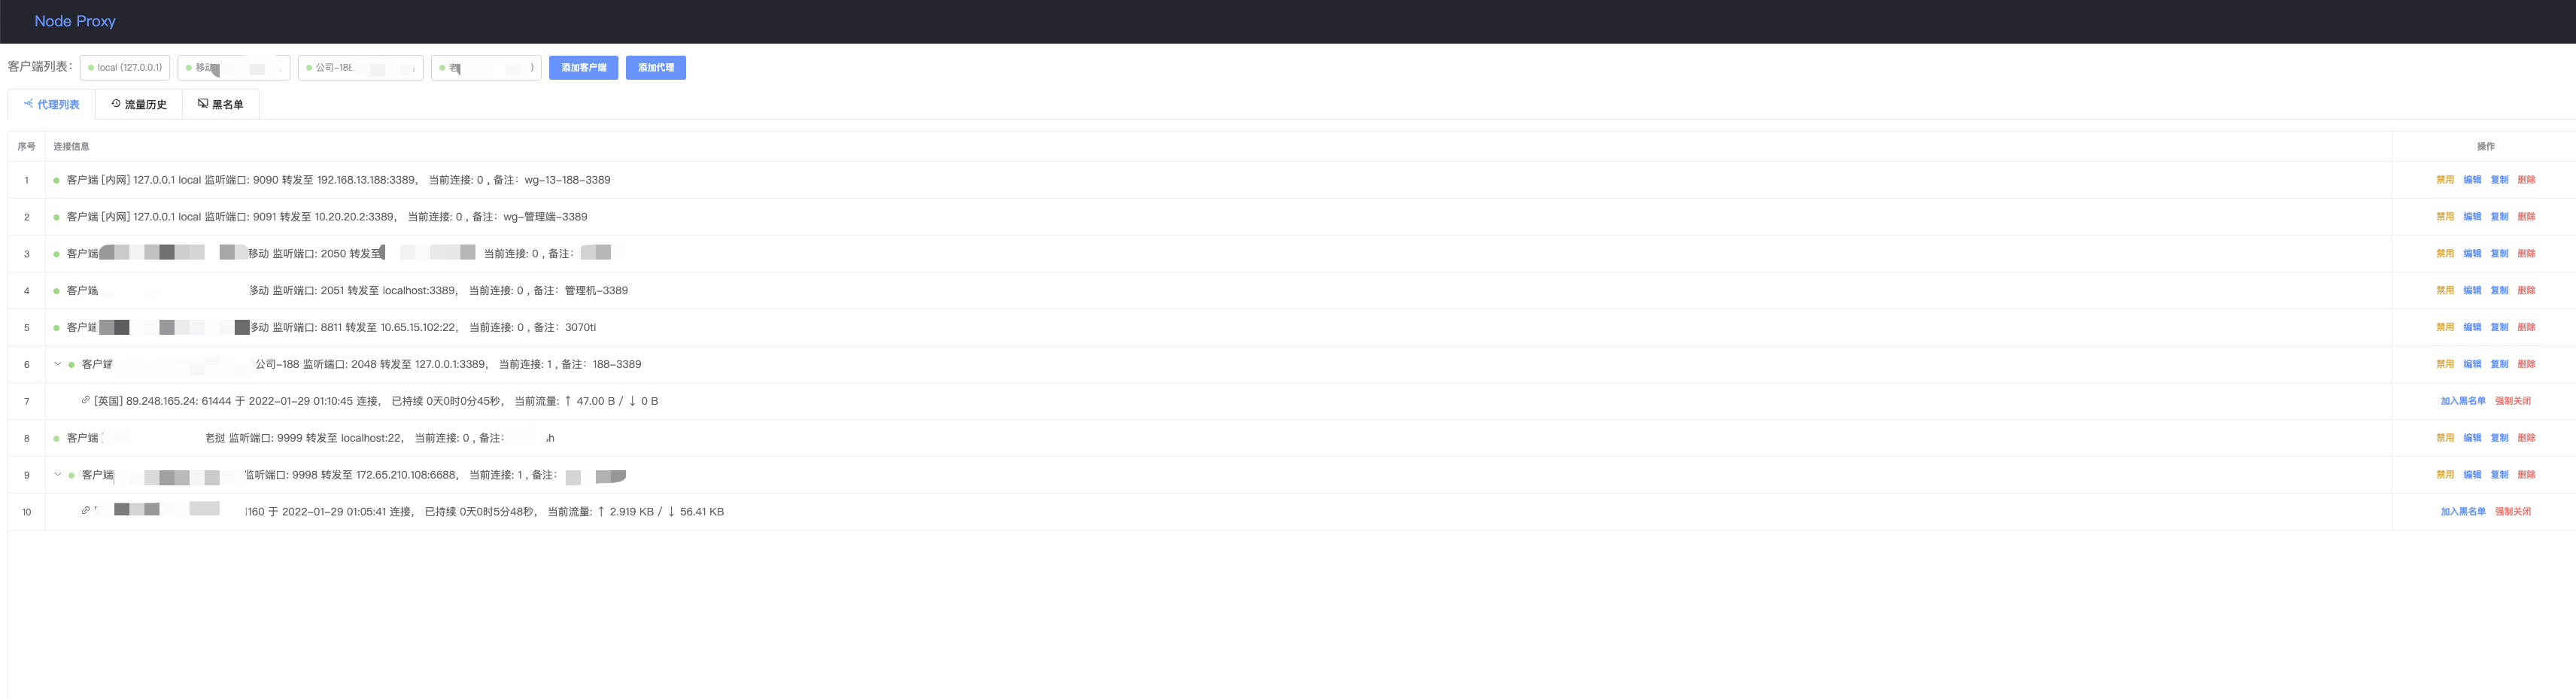 Node Proxy
客户端列表： local (127.0.0.1) 移动 公司-188 ) 添加客户端 添加代理
代理列表 流量历史 黑名单
序号 连接信息 操作
1 客户端 [内网] 127.0.0.1 local 监听端口: 9090 转发至 192.168.13.188:3389， 当前连接: 0 , 备注：wg-13-188-3389 禁用 编辑 复制 删除
2 客户端 [内网] 127.0.0.1 local 监听端口: 9091 转发至 10.20.20.2:3389， 当前连接: 0 , 备注：wg-管理端-3389 禁用 编辑 复制 删除
3 客户端 移动 监听端口: 2050 转发至 当前连接: 0 , 备注： 禁用 编辑 复制 删除
4 客户端 移动 监听端口: 2051 转发至 localhost:3389， 当前连接: 0 , 备注：管理机-3389 禁用 编辑 复制 删除
5 客户端 移动 监听端口: 8811 转发至 10.65.15.102:22， 当前连接: 0 , 备注：3070ti 禁用 编辑 复制 删除
6 客户端 公司-188 监听端口: 2048 转发至 127.0.0.1:3389， 当前连接: 1 , 备注：188-3389 禁用 编辑 复制 删除
7 [英国] 89.248.165.24: 61444 于 2022-01-29 01:10:45 连接， 已持续 0天0时0分45秒， 当前流量: ↑ 47.00 B / ↓ 0 B 加入黑名单 强制关闭
8 客户端 [ 老挝 监听端口: 9999 转发至 localhost:22， 当前连接: 0 , 备注： h 禁用 编辑 复制 删除
9 客户端 监听端口: 9998 转发至 172.65.210.108:6688， 当前连接: 1 , 备注： 禁用 编辑 复制 删除
10 160 于 2022-01-29 01:05:41 连接， 已持续 0天0时5分48秒， 当前流量: ↑ 2.919 KB / ↓ 56.41 KB 加入黑名单 强制关闭